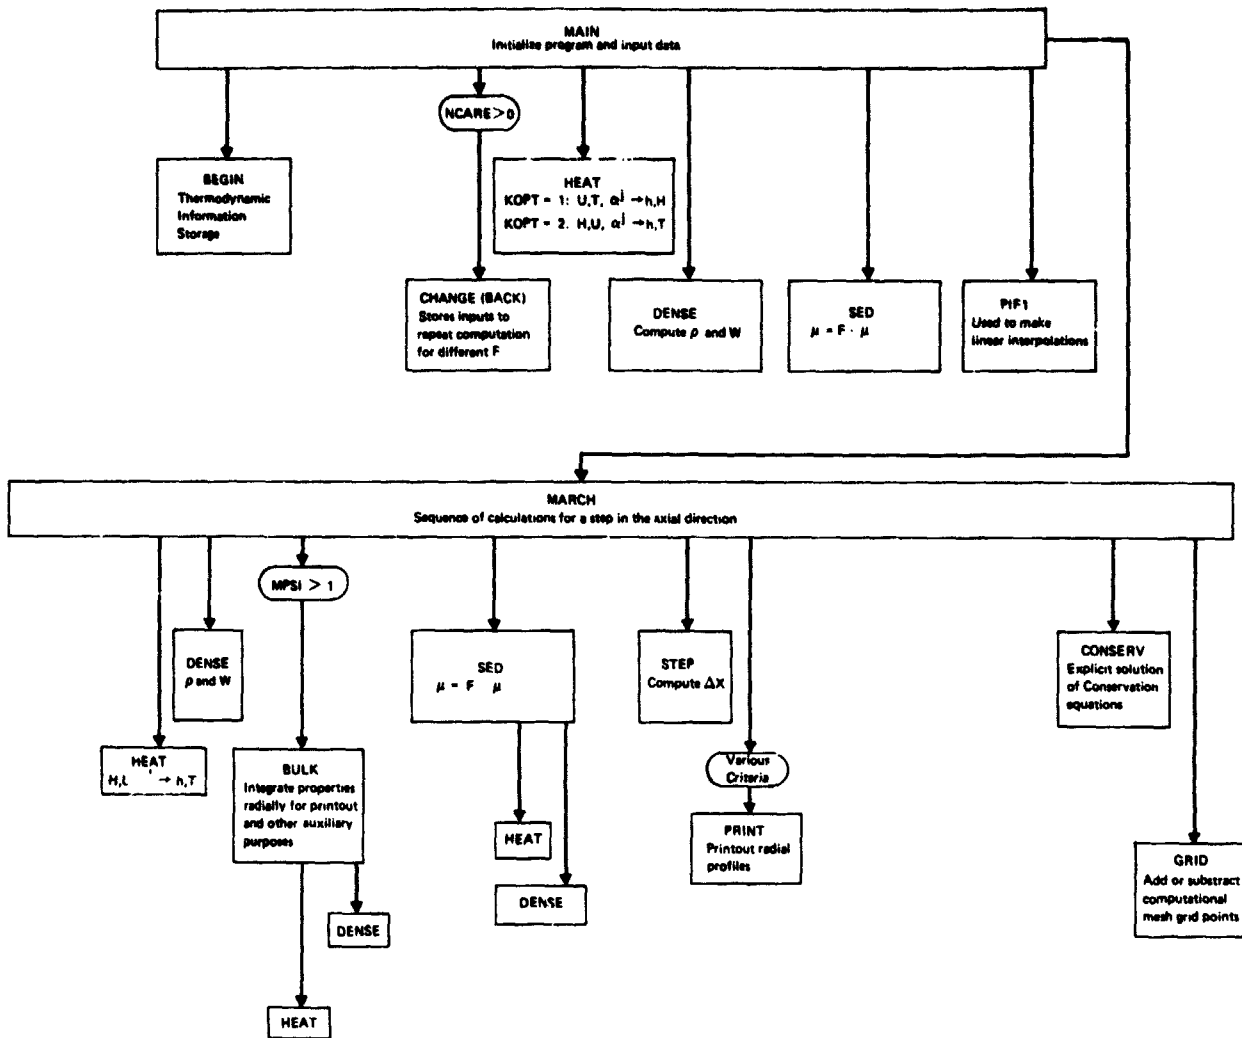 MAIN
Initialize program and input data
NCARE > 0
BEGIN
Thermodynamic
Information
Storage
HEAT
KOPT = 1: U,T, α^j → h,H
KOPT = 2. H,U, α^j → h,T
CHANGE (BACK)
Stores inputs to
repeat computation
for different F
DENSE
Compute ρ and W
SED
μ = F · μ
PIF1
Used to make
linear interpolations
MARCH
Sequence of calculations for a step in the axial direction
MPSI > 1
DENSE
ρ and W
SED
μ = F μ
STEP
Compute ΔX
CONSERV
Explicit solution
of Conservation
equations
HEAT
→ h,T
BULK
Integrate properties
radially for printout
and other auxiliary
purposes
Various
Criteria
HEAT
PRINT
Printout radial
profiles
GRID
Add or substract
computational
mesh grid points
DENSE
DENSE
HEAT